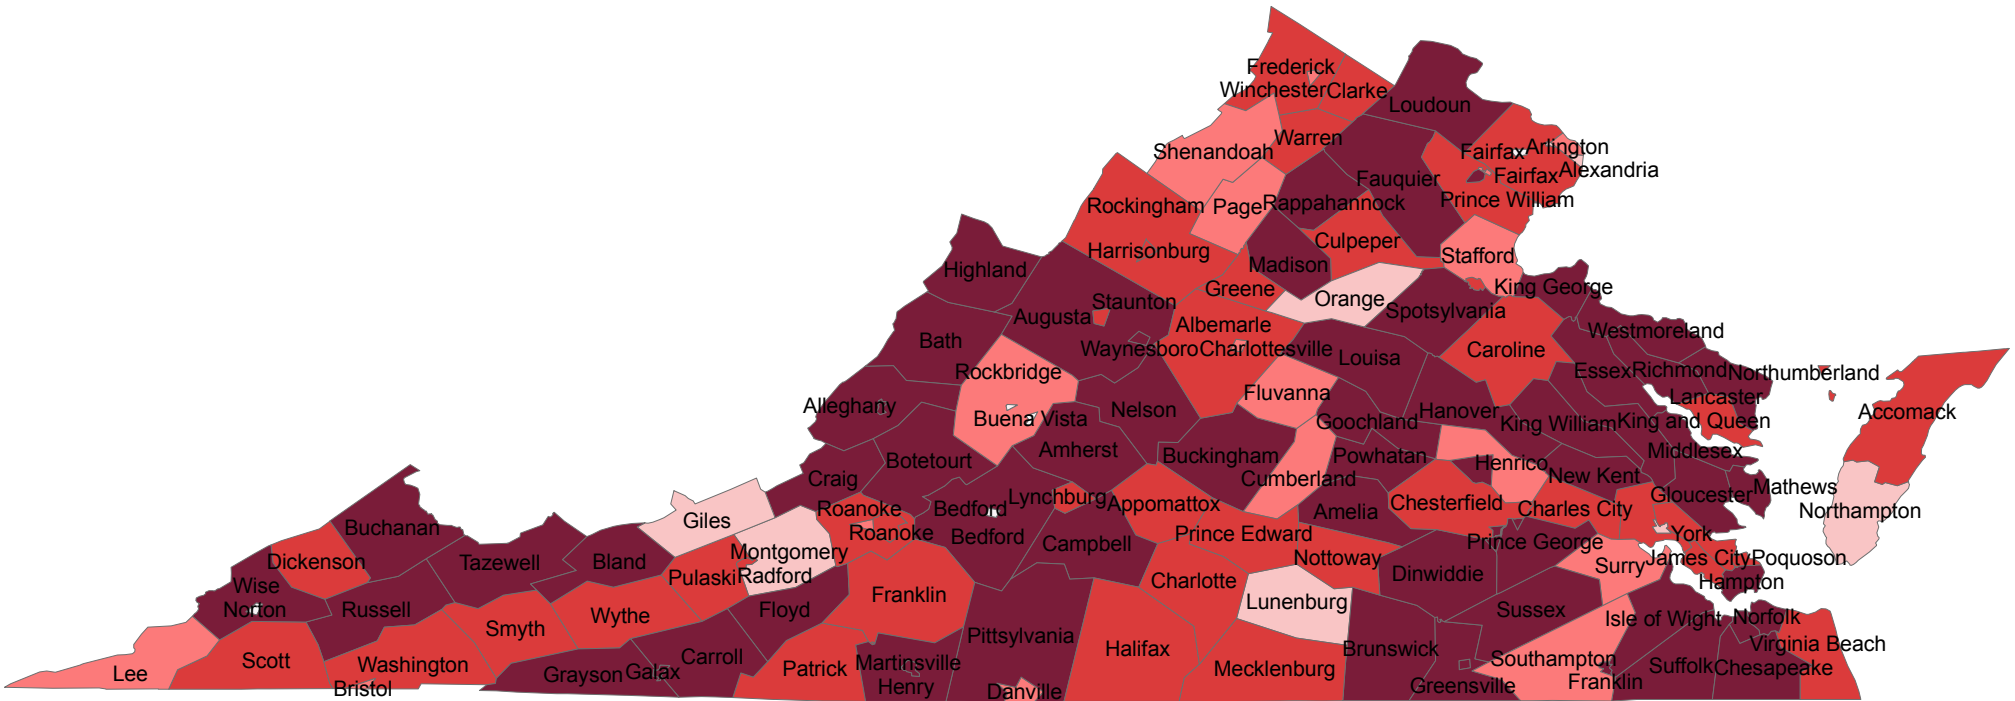 Frederick
Winchester
Clarke
Loudoun
Warren
Shenandoah
Fairfax
Arlington
Fairfax
Alexandria
Fauquier
Prince William
Rockingham
Page
Rappahannock
Culpeper
Harrisonburg
Madison
Stafford
Highland
Greene
Orange
King George
Staunton
Augusta
Spotsylvania
Albemarle
Westmoreland
Bath
Waynesboro
Charlottesville
Louisa
Caroline
Rockbridge
Essex
Richmond
Northumberland
Fluvanna
Lancaster
Alleghany
Nelson
Hanover
Accomack
Buena Vista
Goochland
King William
King and Queen
Amherst
Middlesex
Botetourt
Buckingham
Powhatan
Henrico
Craig
Cumberland
New Kent
Mathews
Gloucester
Lynchburg
Appomattox
Chesterfield
Roanoke
Bedford
Amelia
Charles City
Northampton
Giles
Buchanan
Roanoke
Bedford
Prince Edward
York
Campbell
Prince George
Montgomery
Nottoway
James City
Poquoson
Dickenson
Tazewell
Bland
Surry
Pulaski
Radford
Dinwiddie
Hampton
Wise
Charlotte
Franklin
Lunenburg
Norton
Russell
Floyd
Sussex
Wythe
Isle of Wight
Norfolk
Smyth
Pittsylvania
Virginia Beach
Halifax
Brunswick
Carroll
Scott
Washington
Patrick
Martinsville
Southampton
Suffolk
Chesapeake
Mecklenburg
Lee
Grayson
Galax
Franklin
Bristol
Henry
Danville
Greensville